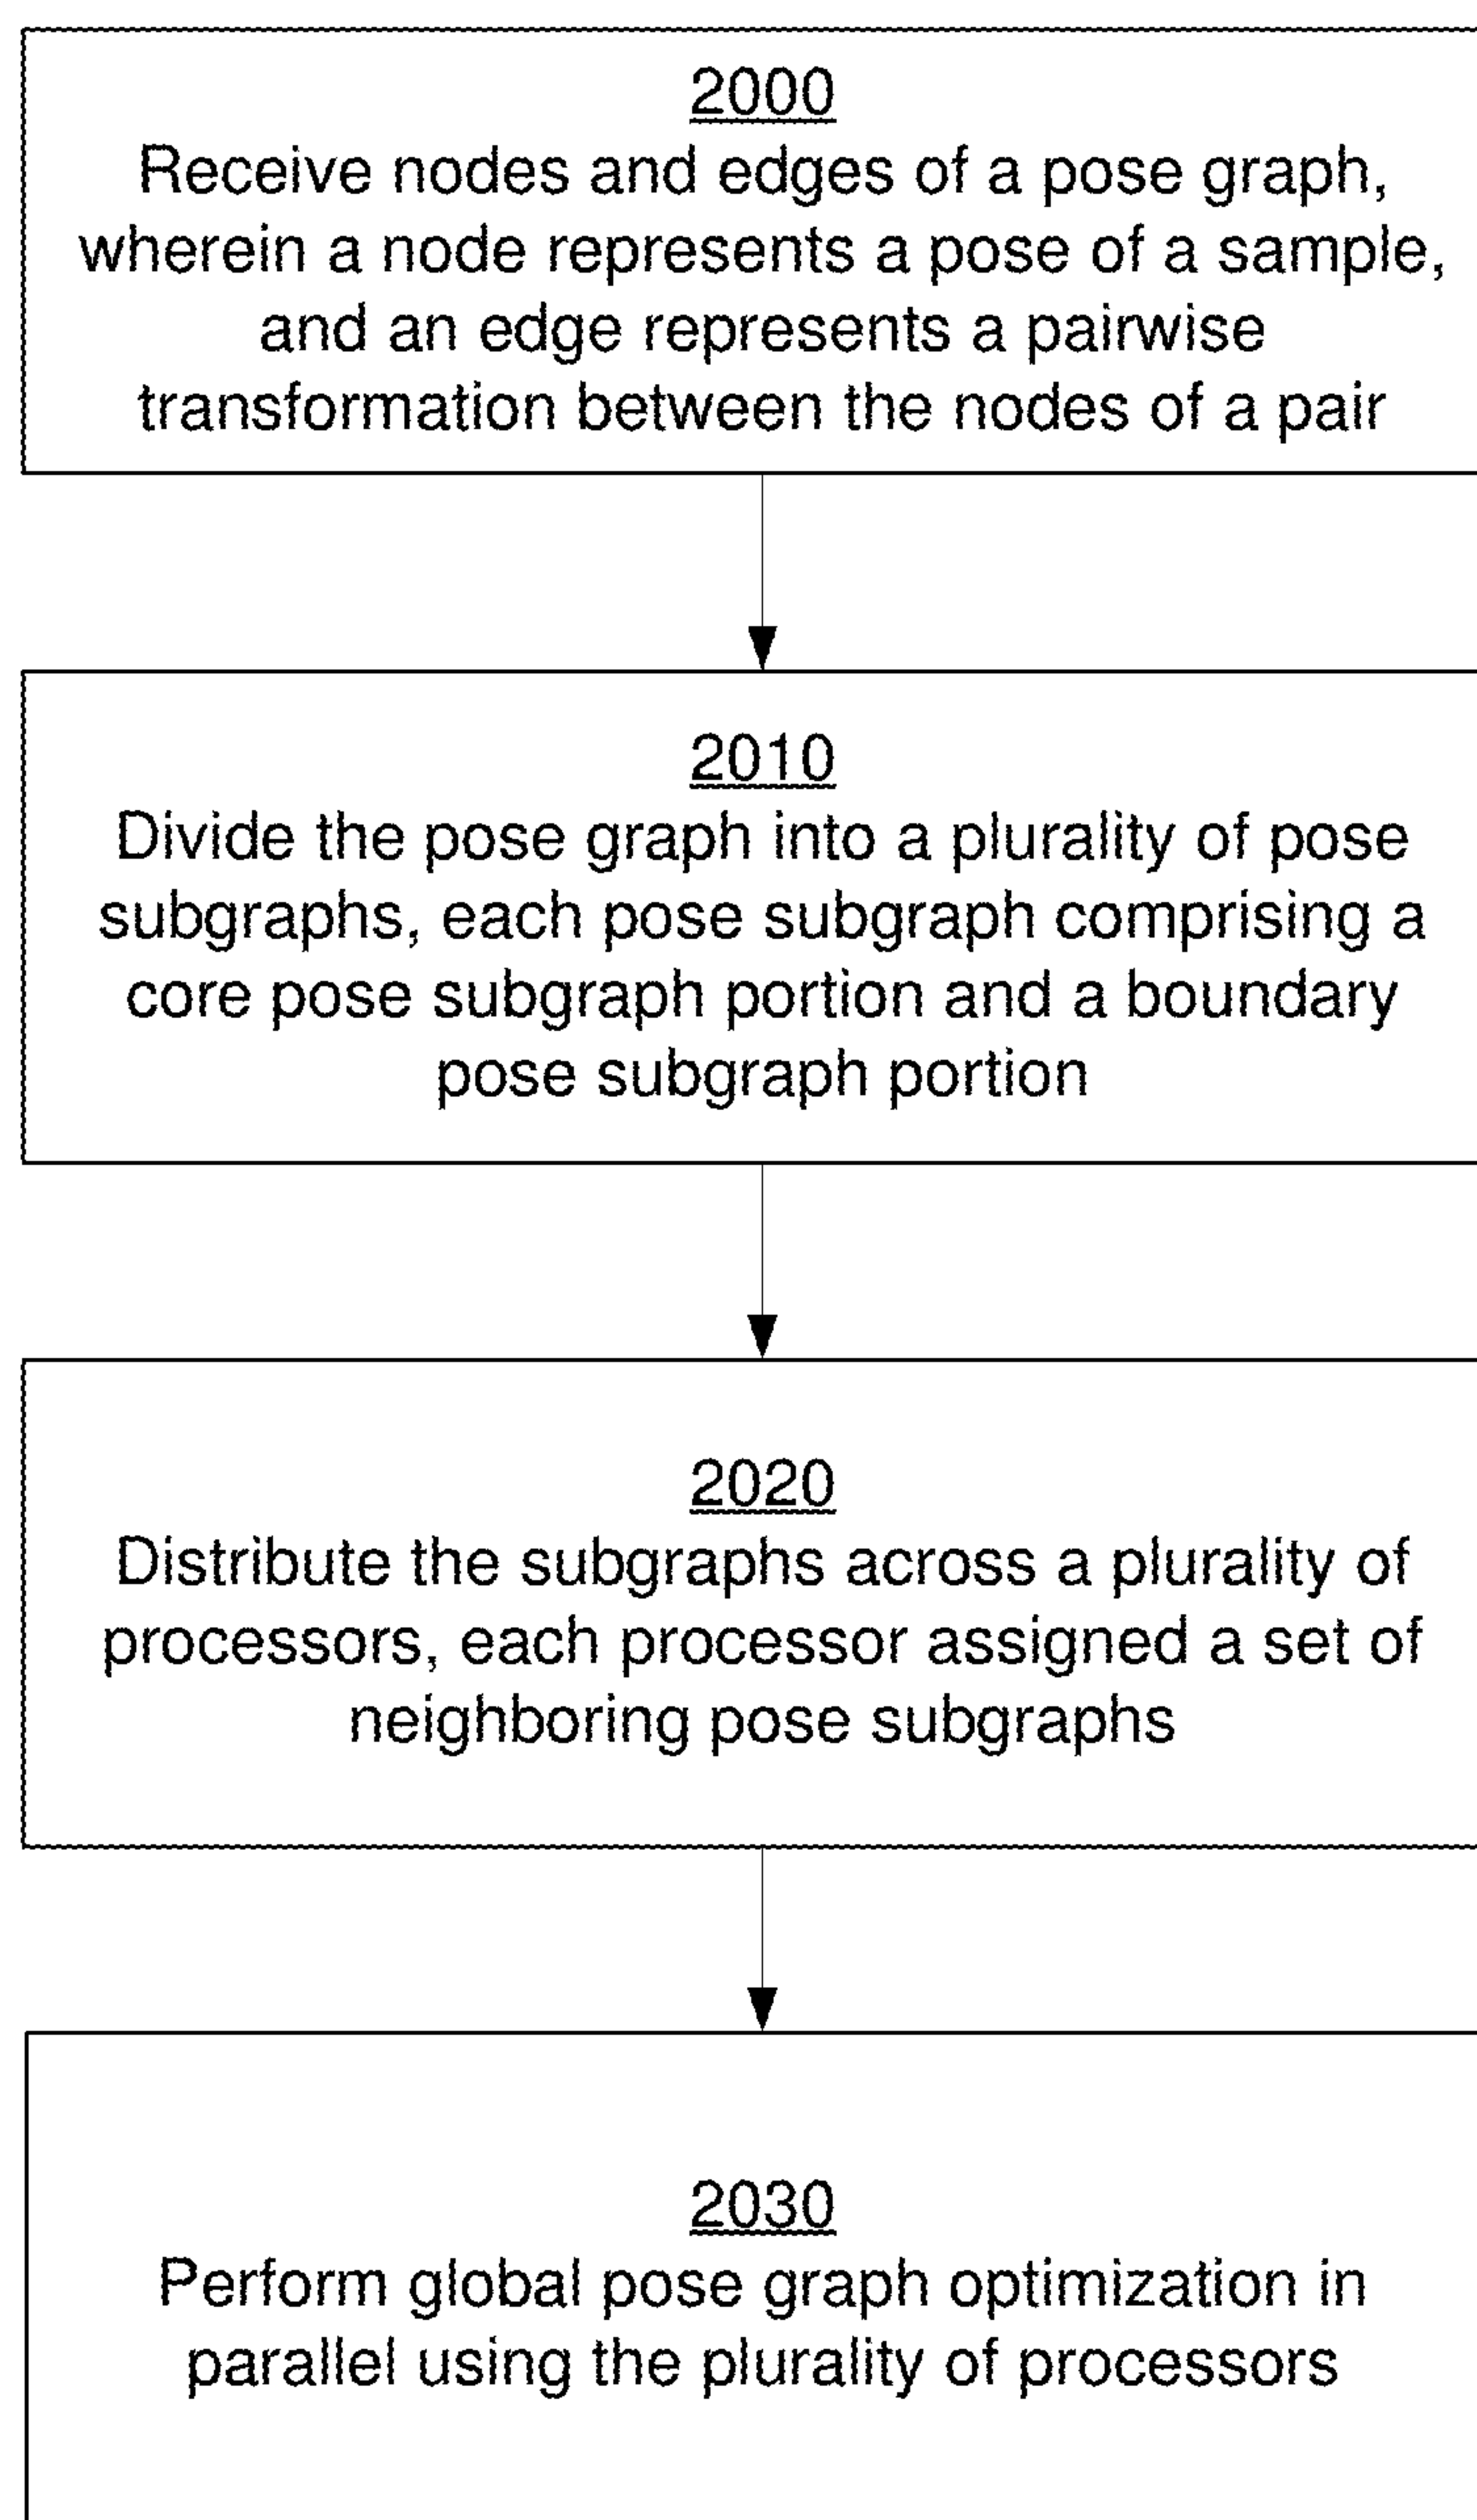 2000
Receive nodes and edges of a pose graph,
wherein a node represents a pose of a sample,
and an edge represents a pairwise
transformation between the nodes of a pair
2010
Divide the pose graph into a plurality of pose
subgraphs, each pose subgraph comprising a
core pose subgraph portion and a boundary
pose subgraph portion
2020
Distribute the subgraphs across a plurality of
processors, each processor assigned a set of
neighboring pose subgraphs
2030
Perform global pose graph optimization in
parallel using the plurality of processors